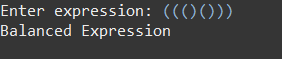 Enter expression: ((()()))
Balanced Expression